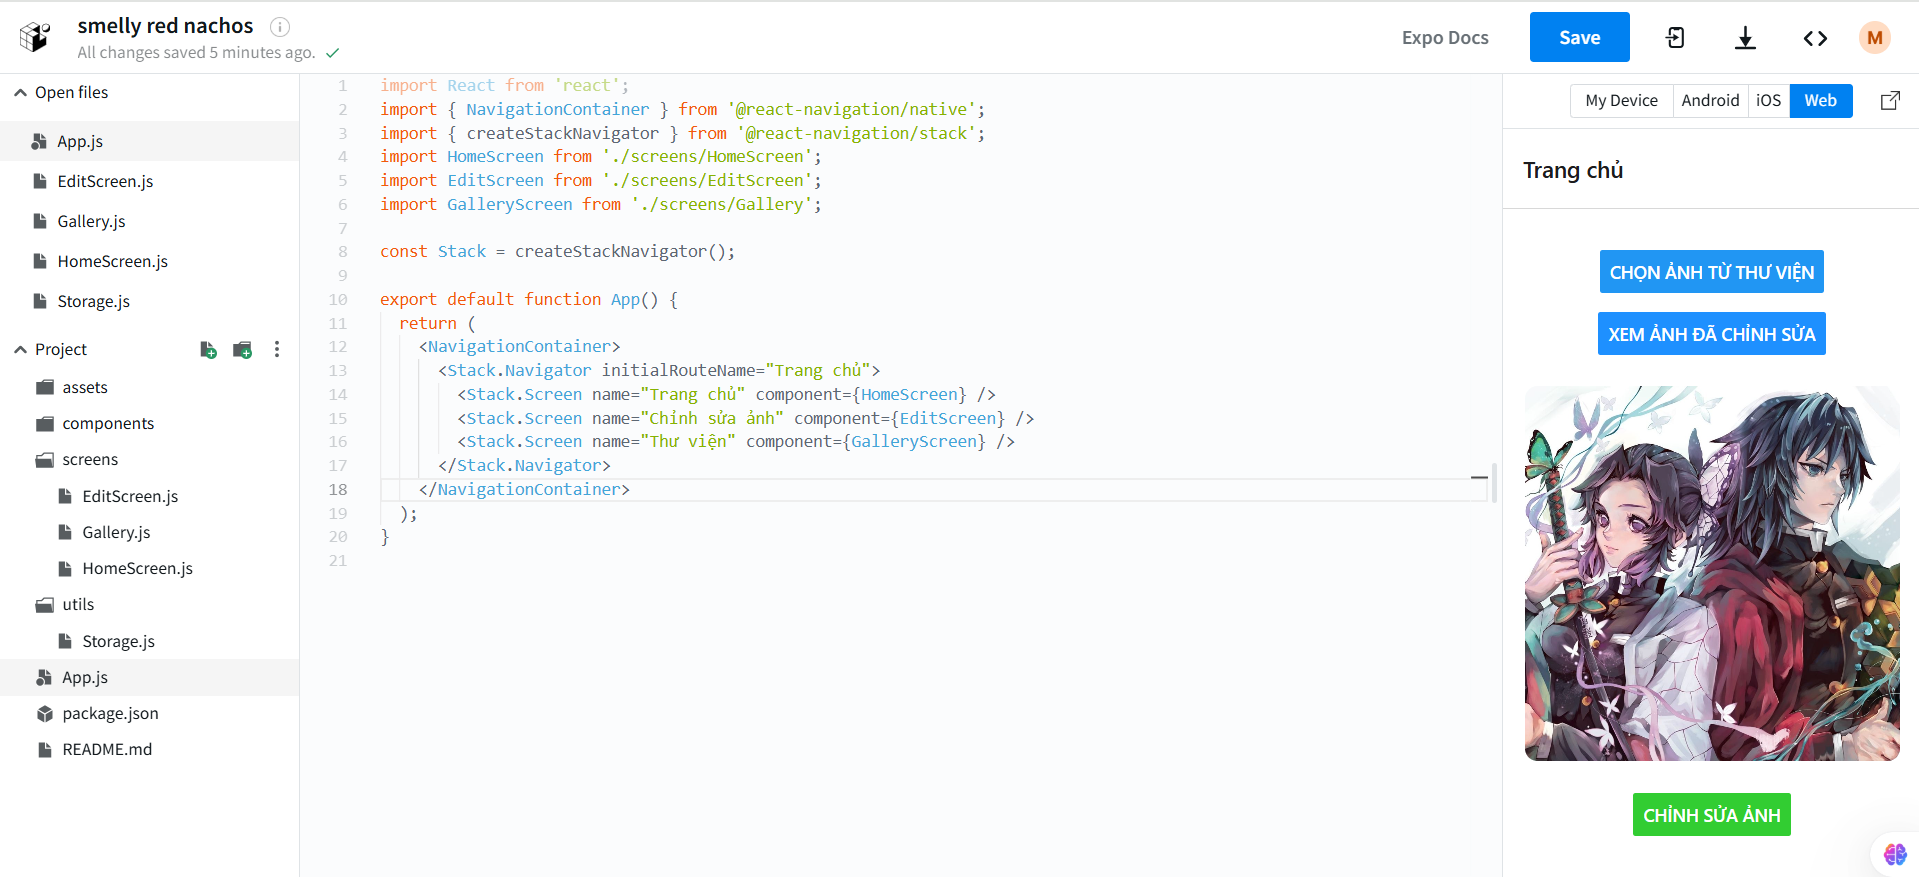 smelly red nachos
All changes saved 5 minutes ago.
Expo Docs
Save
M
Open files
App.js
EditScreen.js
Gallery.js
HomeScreen.js
Storage.js
Project
assets
components
screens
EditScreen.js
Gallery.js
HomeScreen.js
utils
Storage.js
App.js
package.json
README.md
1 import React from 'react';
2 import { NavigationContainer } from '@react-navigation/native';
3 import { createStackNavigator } from '@react-navigation/stack';
4 import HomeScreen from './screens/HomeScreen';
5 import EditScreen from './screens/EditScreen';
6 import GalleryScreen from './screens/Gallery';
7
8 const Stack = createStackNavigator();
9
10 export default function App() {
11 return (
12 <NavigationContainer>
13 <Stack.Navigator initialRouteName="Trang chủ">
14 <Stack.Screen name="Trang chủ" component={HomeScreen} />
15 <Stack.Screen name="Chỉnh sửa ảnh" component={EditScreen} />
16 <Stack.Screen name="Thư viện" component={GalleryScreen} />
17 </Stack.Navigator>
18 </NavigationContainer>
19 );
20 }
21
My Device Android iOS Web
Trang chủ
CHỌN ẢNH TỪ THƯ VIỆN
XEM ẢNH ĐÃ CHỈNH SỬA
CHỈNH SỬA ẢNH